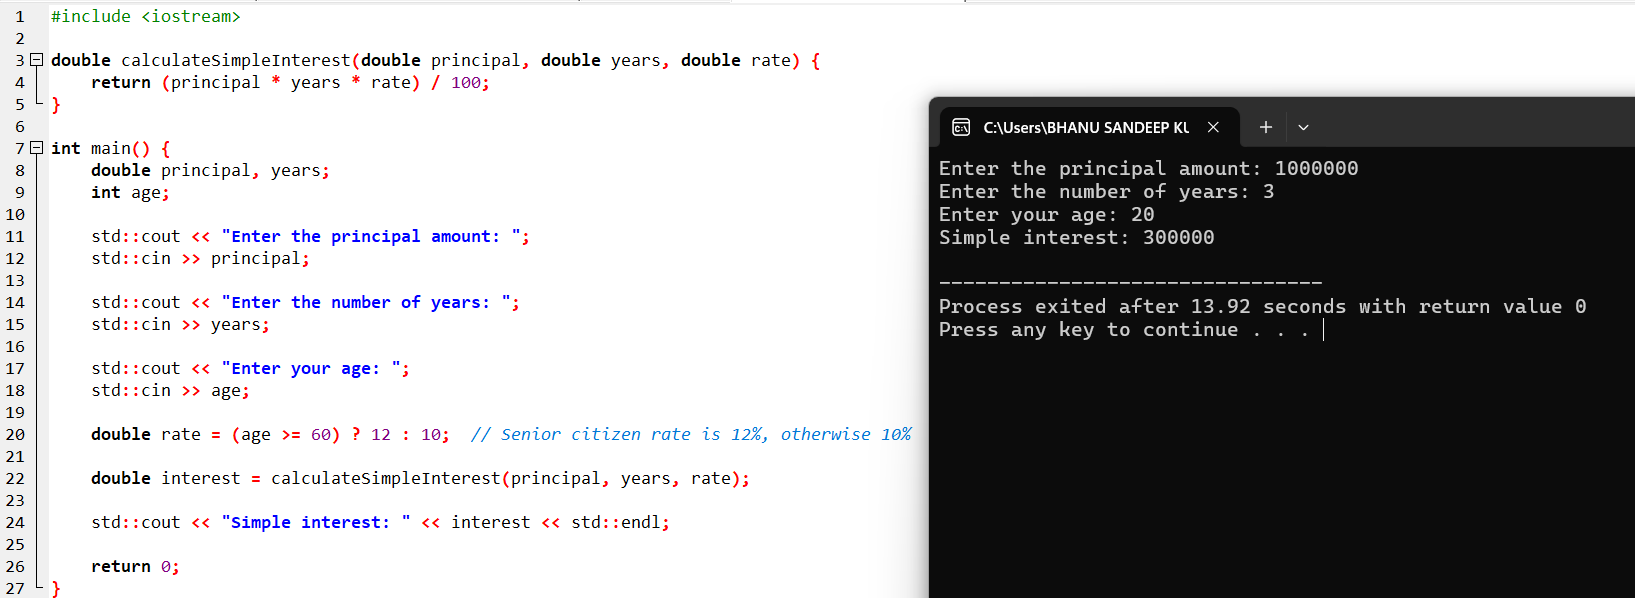 1 #include <iostream>
2
3 double calculateSimpleInterest(double principal, double years, double rate) {
4     return (principal * years * rate) / 100;
5 }
6
7 int main() {
8     double principal, years;
9     int age;
10
11     std::cout << "Enter the principal amount: ";
12     std::cin >> principal;
13
14     std::cout << "Enter the number of years: ";
15     std::cin >> years;
16
17     std::cout << "Enter your age: ";
18     std::cin >> age;
19
20     double rate = (age >= 60) ? 12 : 10;  // Senior citizen rate is 12%, otherwise 10%
21
22     double interest = calculateSimpleInterest(principal, years, rate);
23
24     std::cout << "Simple interest: " << interest << std::endl;
25
26     return 0;
27 }
C:\Users\BHANU SANDEEP KU
Enter the principal amount: 1000000
Enter the number of years: 3
Enter your age: 20
Simple interest: 300000
--------------------------------
Process exited after 13.92 seconds with return value 0
Press any key to continue . . .